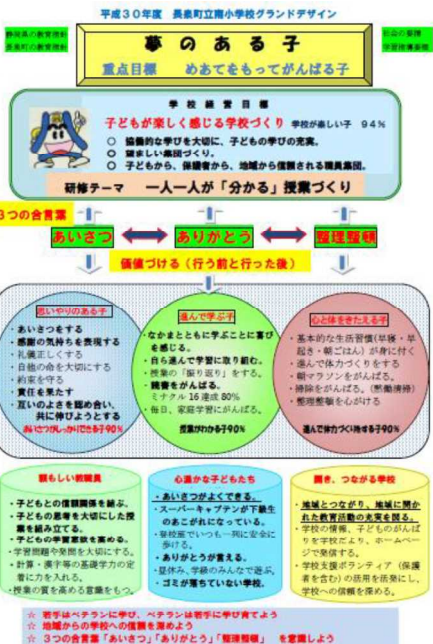 平成30年度 長泉町立南小学校グランドデザイン
静岡県の教育指針
長泉町の教育指針
社会の要請
学習指導要領
夢のある子
重点目標 めあてをもってがんばる子
学校経営目標
子どもが楽しく感じる学校づくり 学校が楽しい子 94%
○ 協働的な学びを大切に、子どもの学びの充実。
○ 望ましい集団づくり。
○ 子どもから、保護者から、地域から信頼される職員集団。
研修テーマ 一人一人が「分かる」授業づくり
3つの合言葉
あいさつ
ありがとう
整理整頓
価値づける(行う前と行った後)
思いやりのある子
・あいさつをする
・感謝の気持ちを表現する
・礼儀正しくする
・自他の命を大切にする
・約束を守る
・責任を果たす
・互いのよさを認め合い、
共に伸びようとする
あいさつがしっかりできる子90%
進んで学ぶ子
・なかまとともに学ぶことに喜び
を感じる。
・自ら進んで学習に取り組む。
・授業の「振り返り」をする。
・読書をがんばる。
ミナクル16達成80%
・毎日、家庭学習にがんばる。
授業がわかる子90%
心と体をきたえる子
・基本的な生活習慣(早寝・早
起き・朝ごはん)が身に付く
・進んで体力づくりをする
・朝マラソンをがんばる。
・掃除をがんばる。(黙働清掃)
・整理整頓を心がける
進んで体力づくりをする子90%
頼もしい教職員
・子どもとの信頼関係を結ぶ。
・子どもの思考を大切にした授
業を組み立てる。
・子どもの学習意欲を高める。
・学習問題や発問を大切にする。
・計算・漢字等の基礎学力の定
着に力を入れる。
・授業の質を高める意識をもつ
心温かな子どもたち
・あいさつがよくできる。
・スーパーキャプテンが下級生
のあこがれになっている。
・登校班でいつも一列に安全に
歩ける。
・ありがとうが言える。
・昼休み、学級のみんなで遊ぶ。
・ゴミが落ちていない学校。
開き、つながる学校
・地域とつながり、地域に開か
れた教育活動の充実を図る。
・学校の情報、子どものがんば
りを学校だより、ホームペー
ジで発信する。
・学校支援ボランティア(保護
者を含む)の活用を活発にし、
学校への信頼を深める。
☆ 若手はベテランに学び、ベテランは若手に学び育てよう
☆ 地域からの学校への信頼を深めよう
☆ 3つの合言葉「あいさつ」「ありがとう」「整理整頓」 を意識しよう